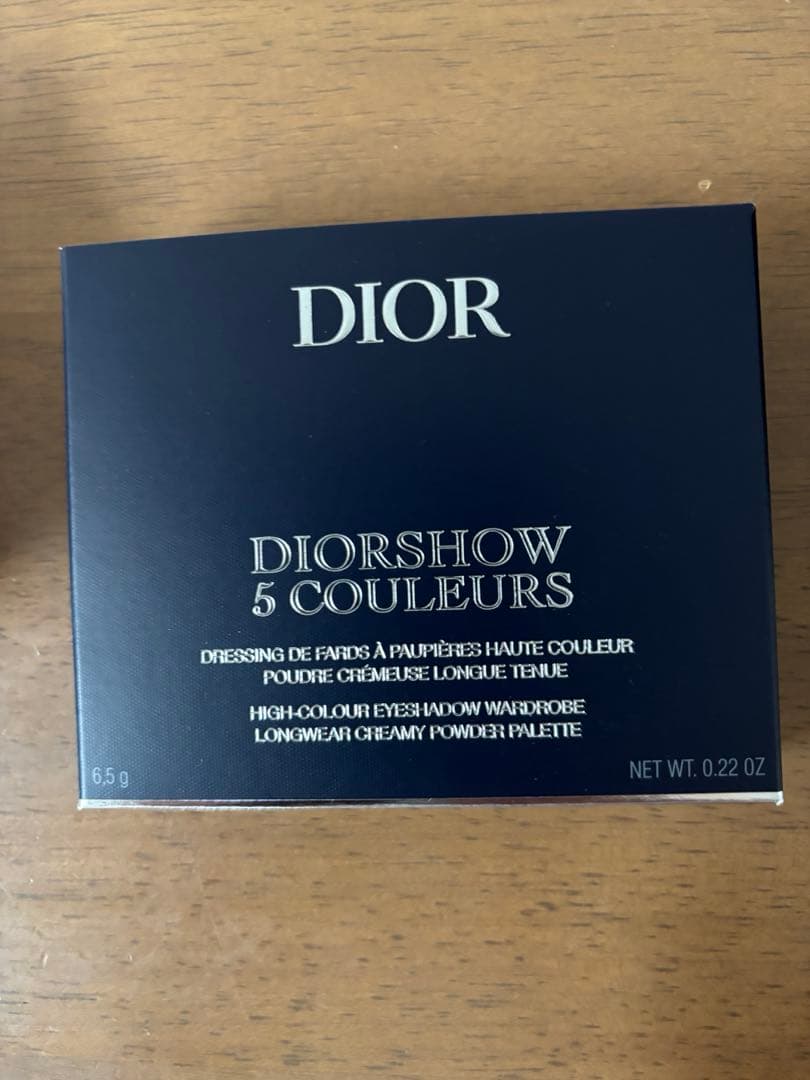 DIOR
DIORSHOW
5 COULEURS
DRESSING DE FARDS À PAUPIÈRES HAUTE COULEUR
POUDRE CRÉMEUSE LONGUE TENUE
HIGH-COLOUR EYESHADOW WARDROBE
LONGWEAR CREAMY POWDER PALETTE
6,5 g
NET WT. 0.22 OZ